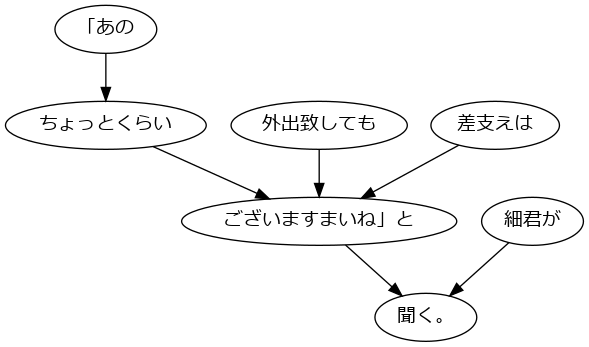 「あの
ちょっとくらい
外出致しても
差支えは
ございますまいね」と
細君が
聞く。